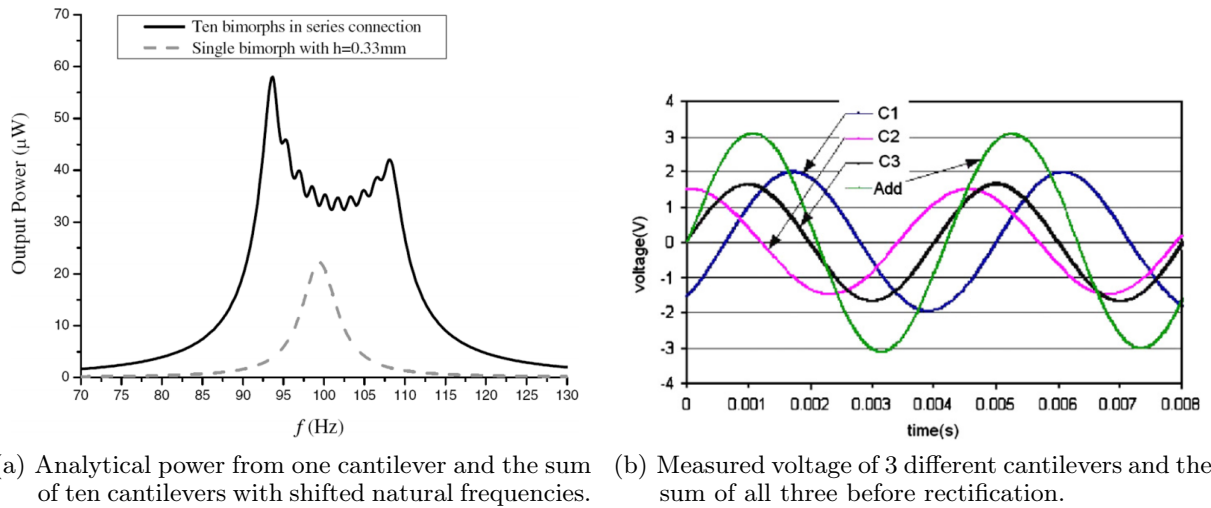 70
60
50
40
30
20
10
0
Output Power (μW)
Ten bimorphs in series connection
Single bimorph with h=0.33mm
70 75 80 85 90 95 100 105 110 115 120 125 130
f (Hz)
a) Analytical power from one cantilever and the sum
of ten cantilevers with shifted natural frequencies.
4
3
2
1
0
-1
-2
-3
-4
voltage(V)
C1
C2
C3
Add
0 0.001 0.002 0.003 0.004 0.005 0.006 0.007 0.008
time(s)
(b) Measured voltage of 3 different cantilevers and the
sum of all three before rectification.